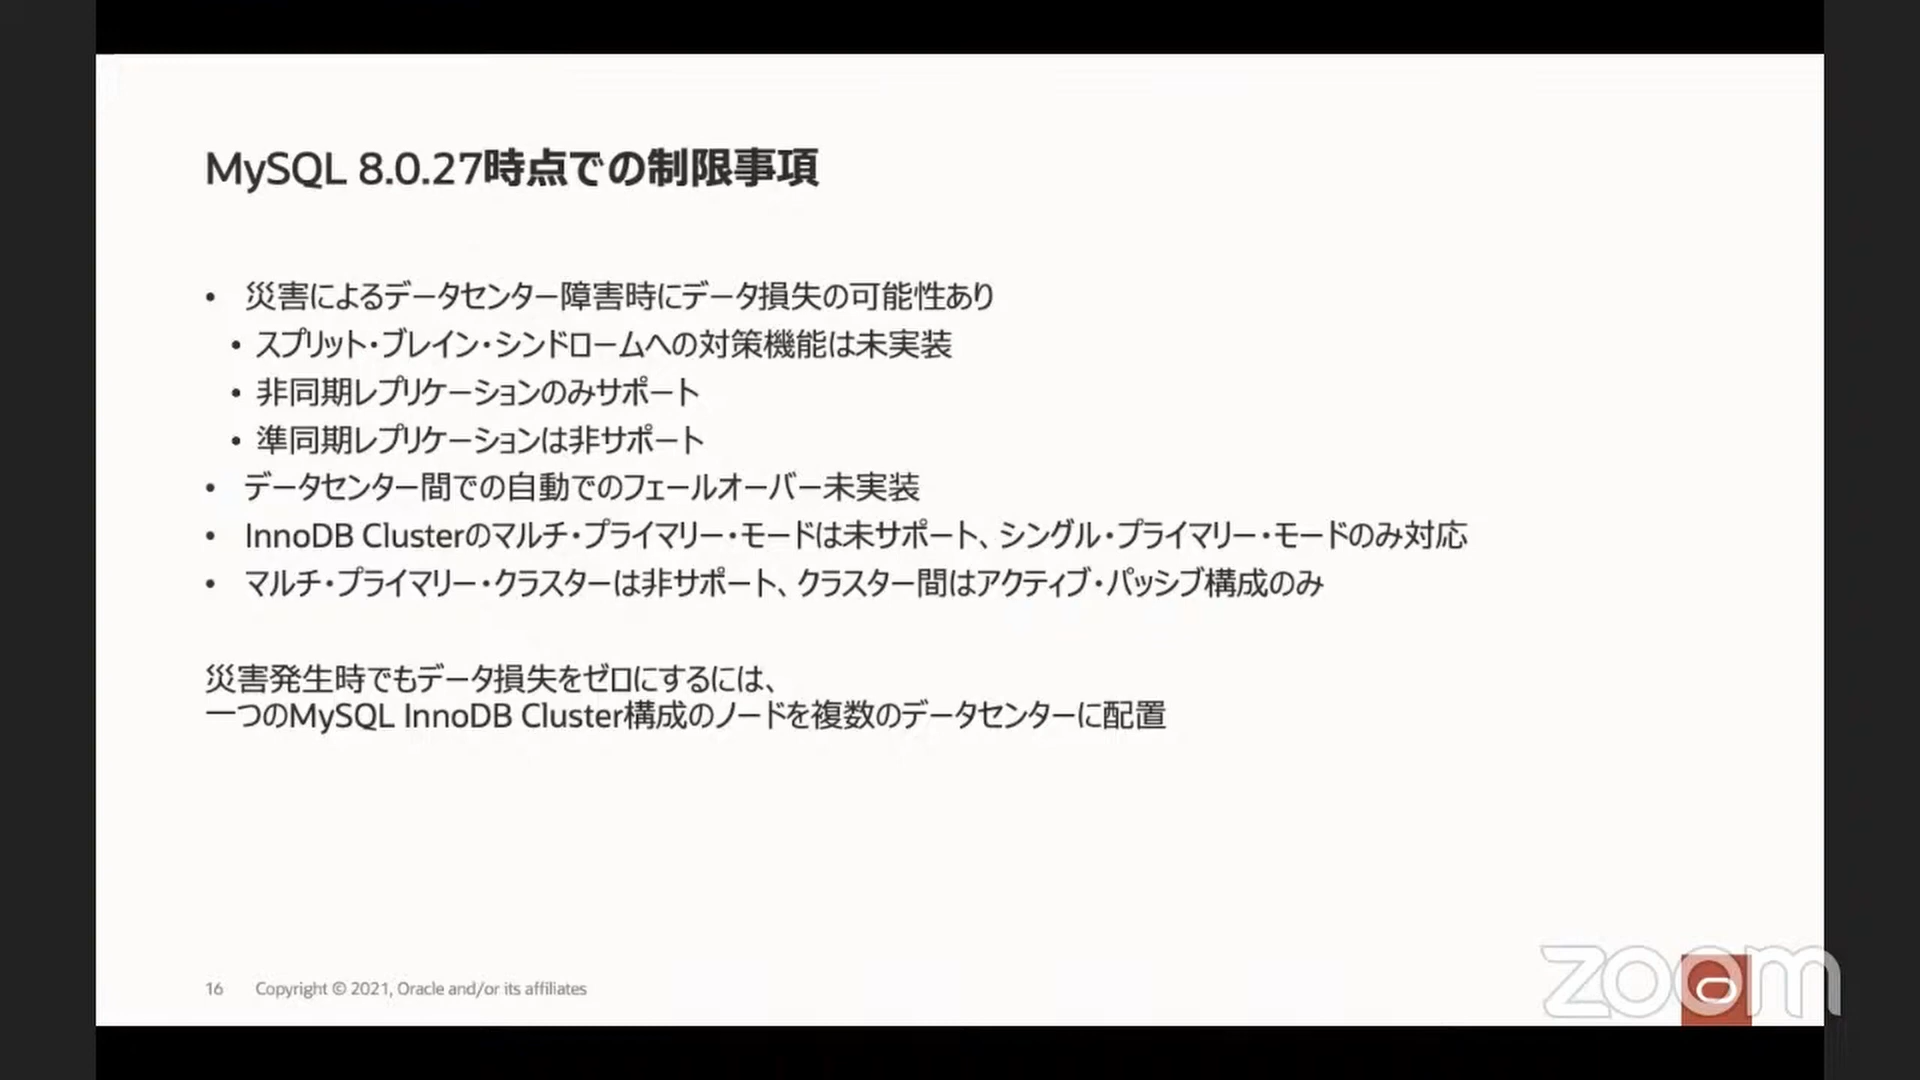 MySQL 8.0.27時点での制限事項
• 災害によるデータセンター障害時にデータ損失の可能性あり
• スプリット・ブレイン・シンドロームへの対策機能は未実装
• 非同期レプリケーションのみサポート
• 準同期レプリケーションは非サポート
• データセンター間での自動でのフェールオーバー未実装
• InnoDB Clusterのマルチ・プライマリー・モードは未サポート、シングル・プライマリー・モードのみ対応
• マルチ・プライマリー・クラスターは非サポート、クラスター間はアクティブ・パッシブ構成のみ
災害発生時でもデータ損失をゼロにするには、
一つのMySQL InnoDB Cluster構成のノードを複数のデータセンターに配置
16 Copyright © 2021, Oracle and/or its affiliates
zoom